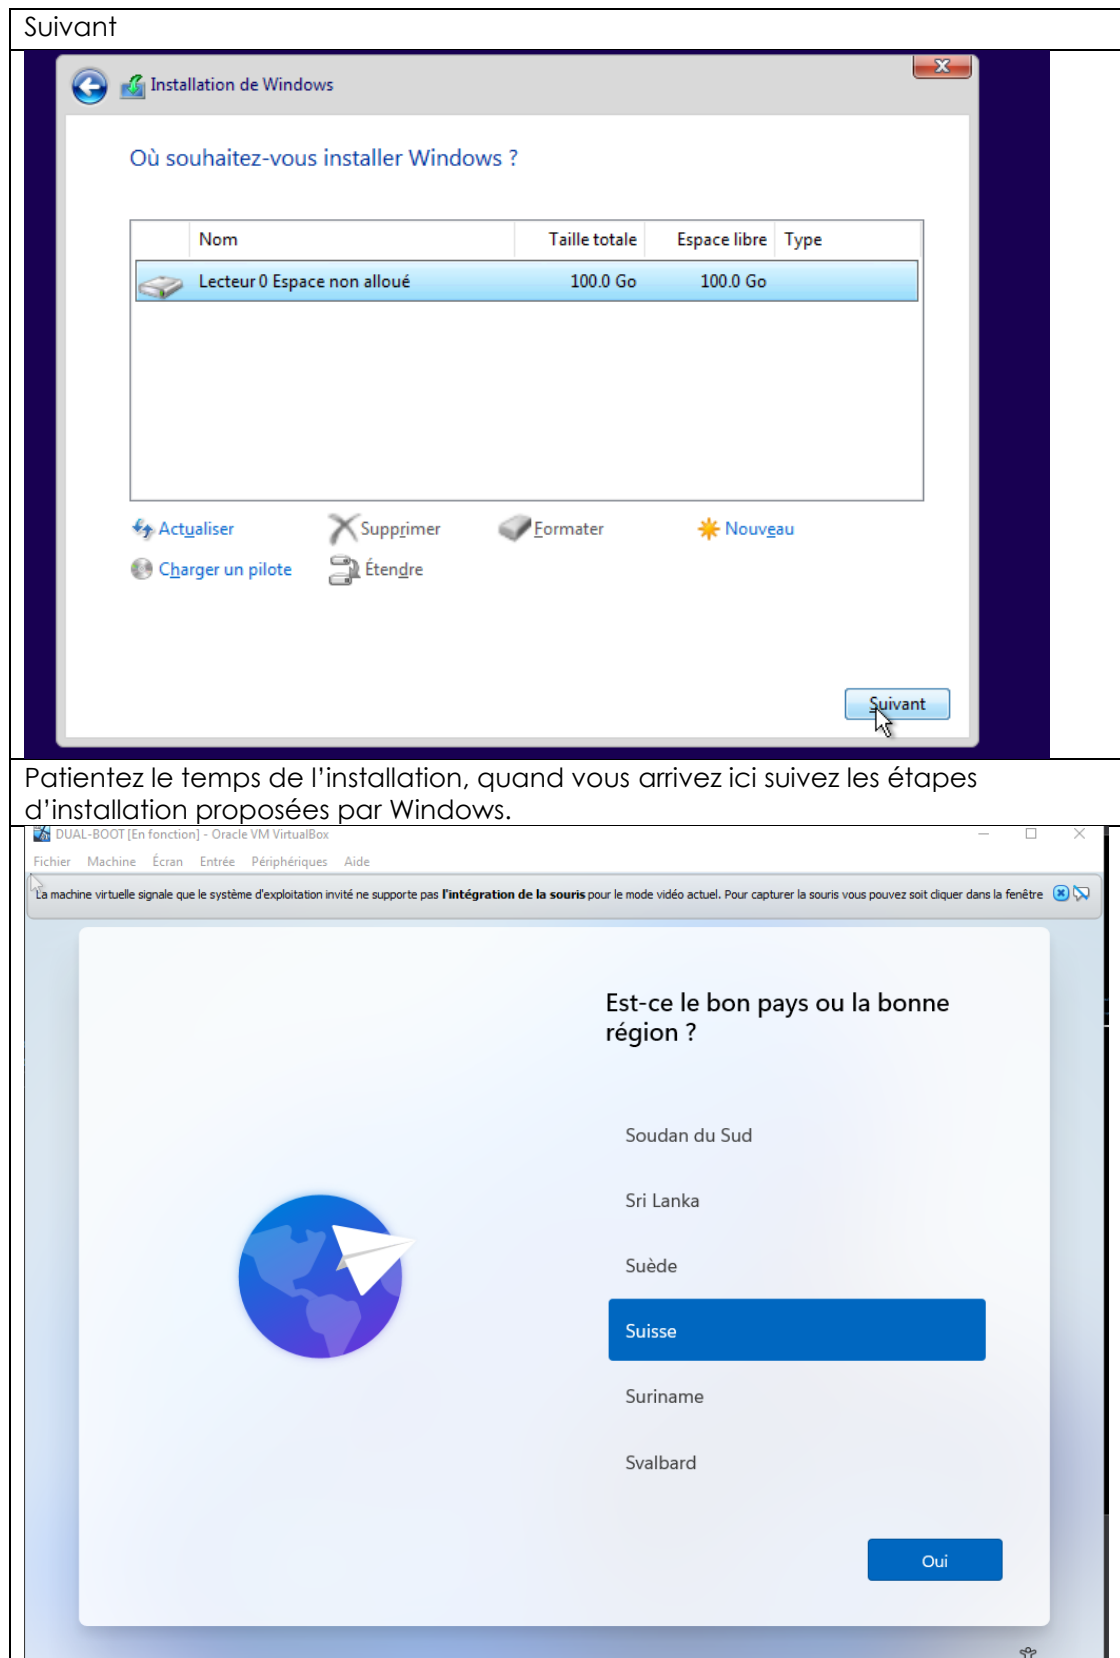 Suivant
Installation de Windows
Où souhaitez-vous installer Windows ?
Nom Taille totale Espace libre Type
Lecteur 0 Espace non alloué 100.0 Go 100.0 Go
Actualiser Supprimer Formater Nouveau
Charger un pilote Étendre
Suivant
Patientez le temps de l’installation, quand vous arrivez ici suivez les étapes
d’installation proposées par Windows.
DUAL-BOOT [En fonction] - Oracle VM VirtualBox
Fichier Machine Écran Entrée Périphériques Aide
La machine virtuelle signale que le système d'exploitation invité ne supporte pas l'intégration de la souris pour le mode vidéo actuel. Pour capturer la souris vous pouvez soit cliquer dans la fenêtre
Est-ce le bon pays ou la bonne
région ?
Soudan du Sud
Sri Lanka
Suède
Suisse
Suriname
Svalbard
Oui